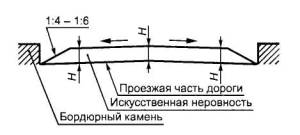 1:4 – 1:6
H
H
H
Проезжая часть дороги
Искусственная неровность
Бордюрный камень